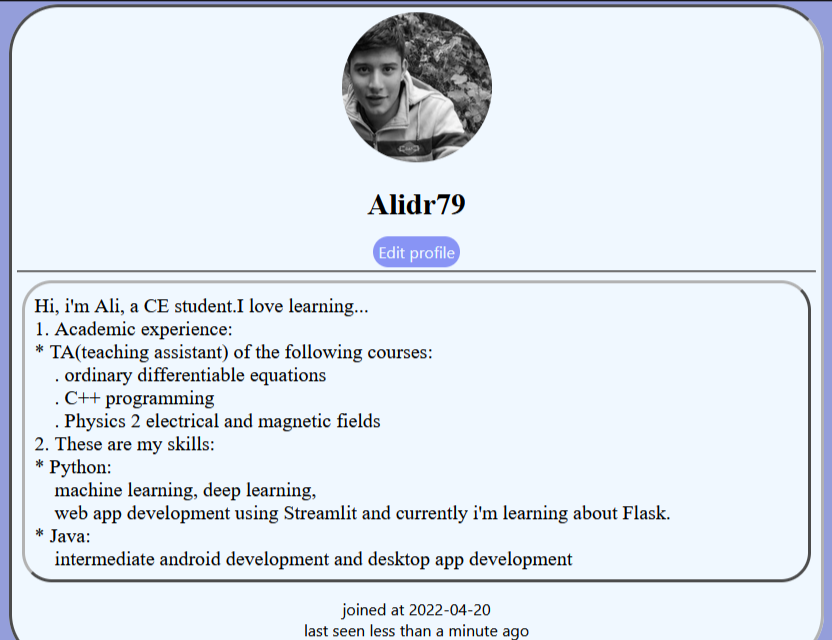 Alidr79
Edit profile
Hi, i'm Ali, a CE student.I love learning...
1. Academic experience:
* TA(teaching assistant) of the following courses:
. ordinary differentiable equations
. C++ programming
. Physics 2 electrical and magnetic fields
2. These are my skills:
* Python:
machine learning, deep learning,
web app development using Streamlit and currently i'm learning about Flask.
* Java:
intermediate android development and desktop app development
joined at 2022-04-20
last seen less than a minute ago